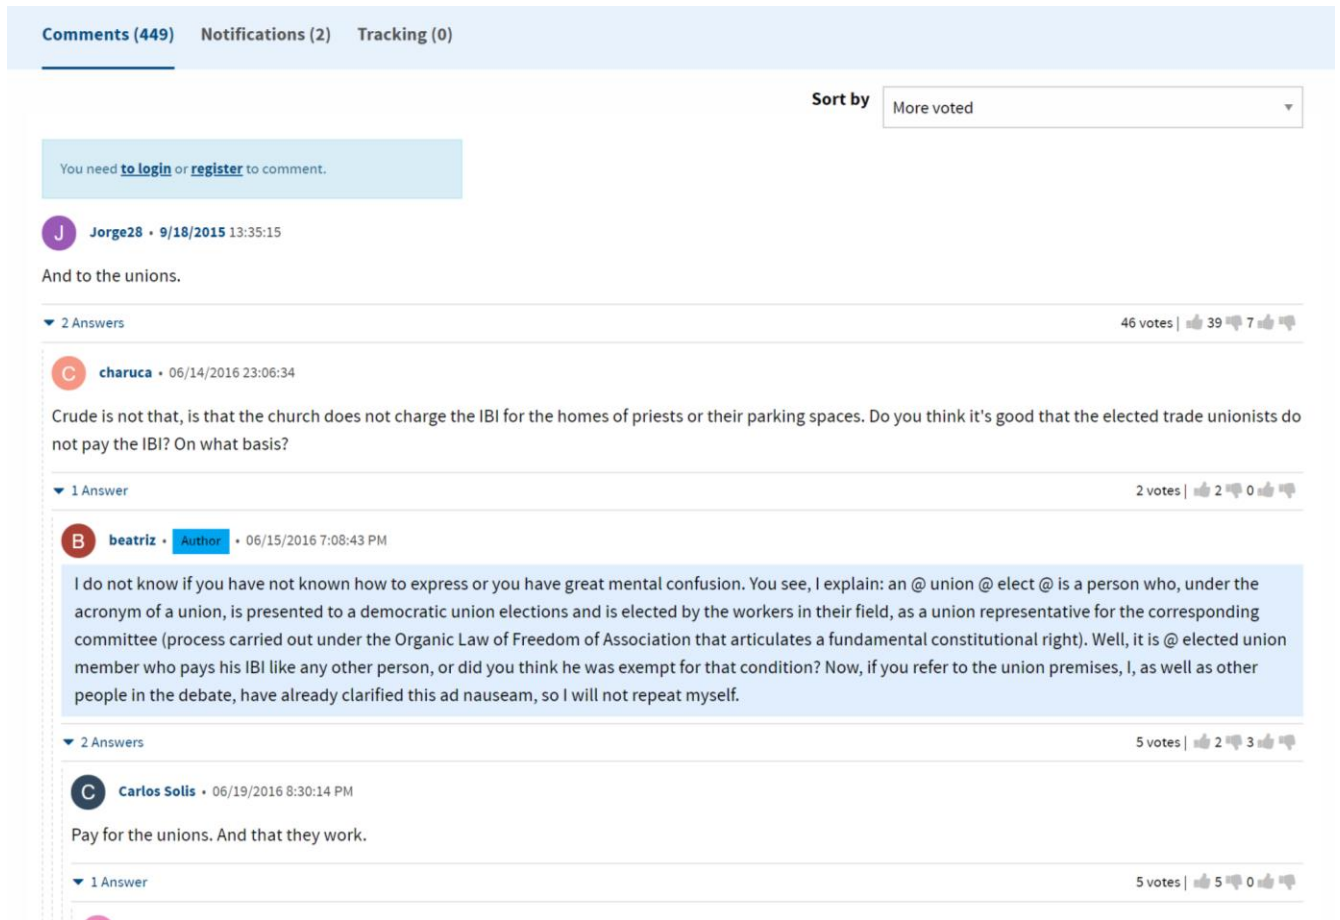 Comments (449) Notifications (2) Tracking (0)
Sort by More voted
You need to login or register to comment.
J Jorge28 • 9/18/2015 13:35:15
And to the unions.
2 Answers 46 votes | 39 7
C charuca • 06/14/2016 23:06:34
Crude is not that, is that the church does not charge the IBI for the homes of priests or their parking spaces. Do you think it's good that the elected trade unionists do
not pay the IBI? On what basis?
1 Answer 2 votes | 2 0
B beatriz • Author • 06/15/2016 7:08:43 PM
I do not know if you have not known how to express or you have great mental confusion. You see, I explain: an @ union @ elect @ is a person who, under the
acronym of a union, is presented to a democratic union elections and is elected by the workers in their field, as a union representative for the corresponding
committee (process carried out under the Organic Law of Freedom of Association that articulates a fundamental constitutional right). Well, it is @ elected union
member who pays his IBI like any other person, or did you think he was exempt for that condition? Now, if you refer to the union premises, I, as well as other
people in the debate, have already clarified this ad nauseam, so I will not repeat myself.
2 Answers 5 votes | 2 3
C Carlos Solis • 06/19/2016 8:30:14 PM
Pay for the unions. And that they work.
1 Answer 5 votes | 5 0